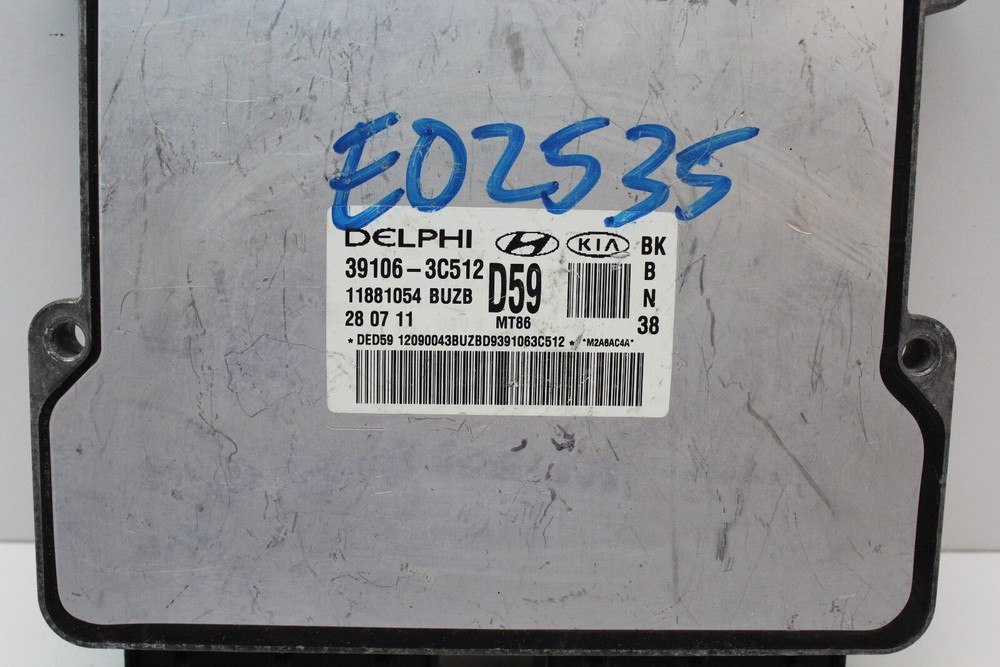 E02535
DELPHI KIA BK
39106-3C512 D59 B
11881054 BUZB N
28 07 11 MT86 38
* DED59 12090043BUZBD9391063C512 * *M2A6AC4A*